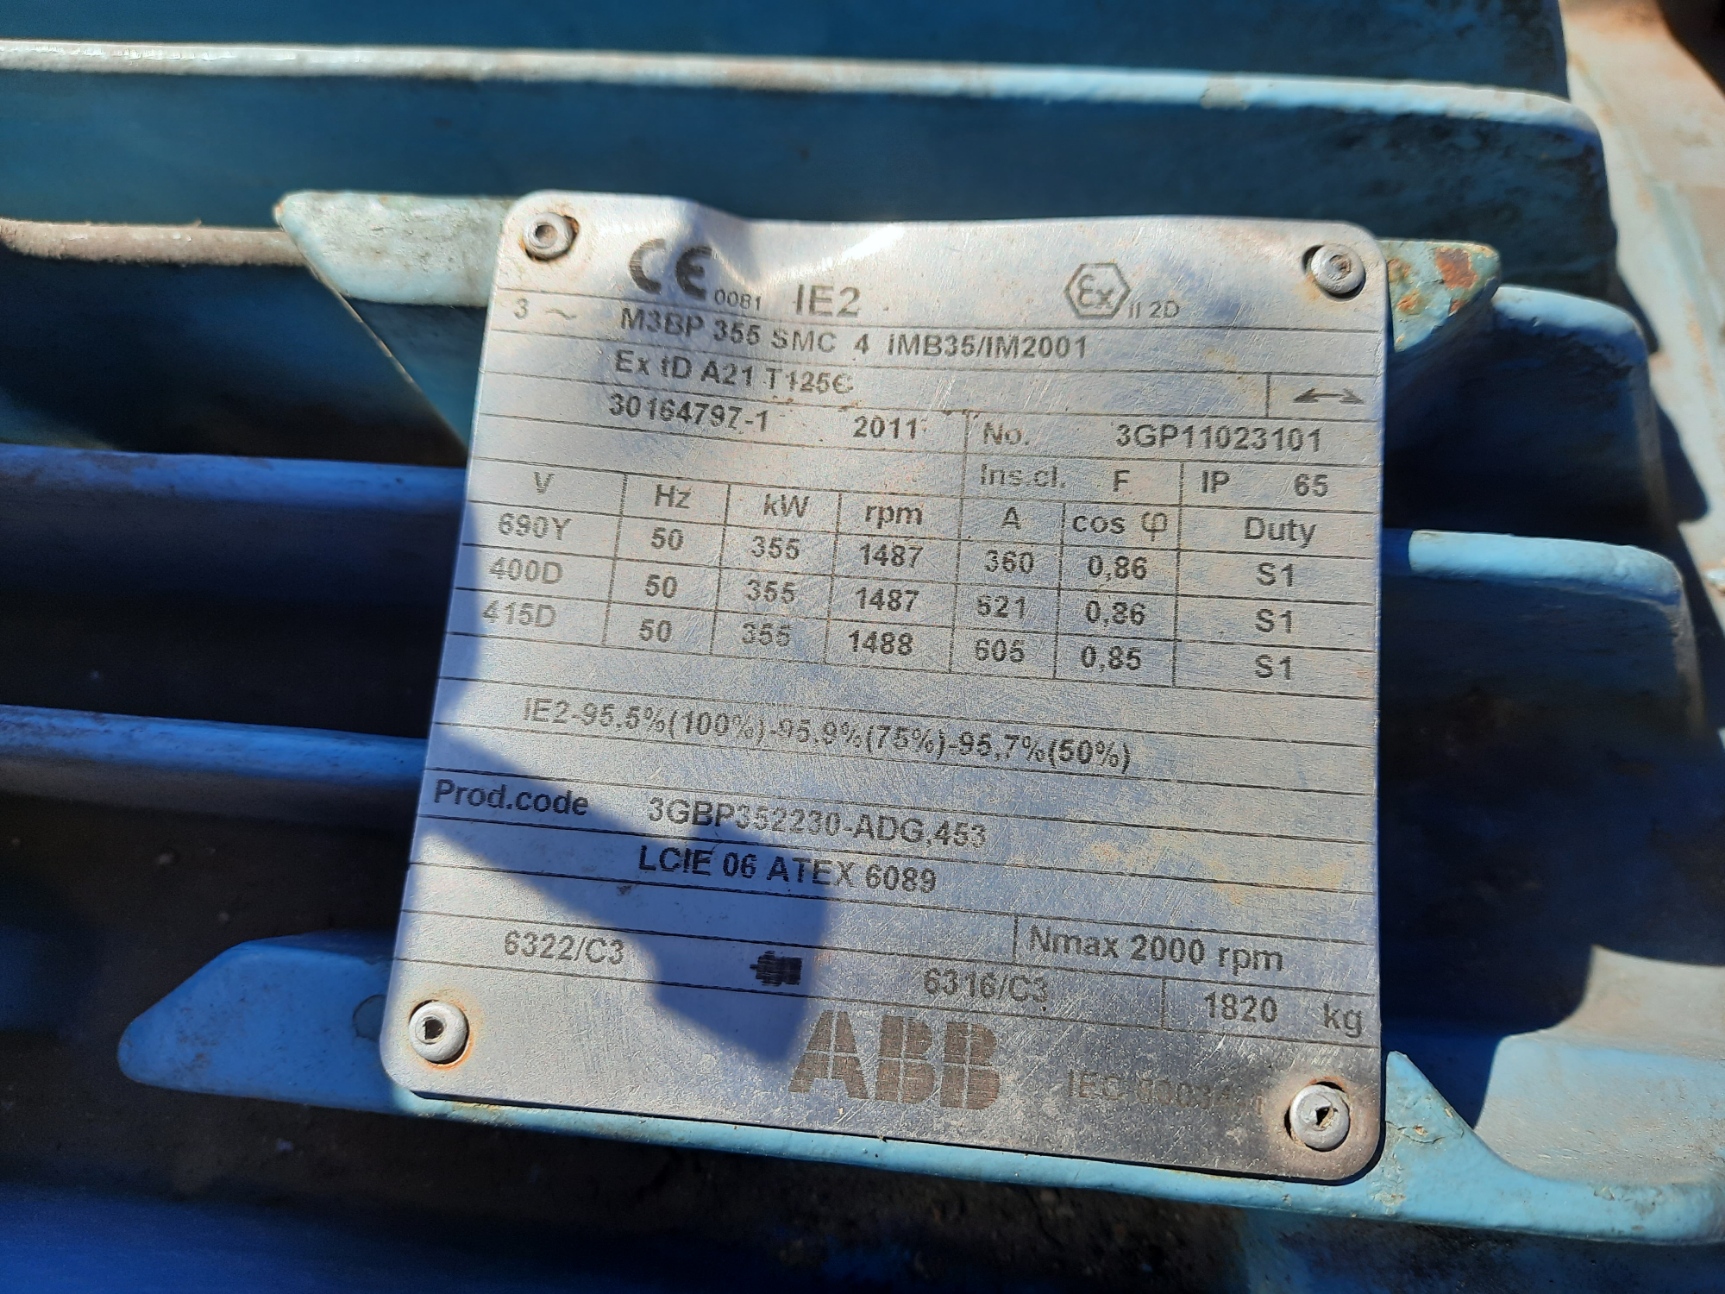 CE 0081 IE2 Ex II 2D
3 ~ M3BP 355 SMC 4 IMB35/IM2001
Ex tD A21 T125C
30164797-1 2011 No. 3GP11023101
Ins.cl. F IP 65
V Hz kW rpm A cos φ Duty
690Y 50 355 1487 360 0,86 S1
400D 50 355 1487 621 0,86 S1
415D 50 355 1488 605 0,85 S1
IE2-95,5%(100%)-95,9%(75%)-95,7%(50%)
Prod.code 3GBP352230-ADG,453
LCIE 06 ATEX 6089
Nmax 2000 rpm
6322/C3 6316/C3 1820 kg
ABB IEC